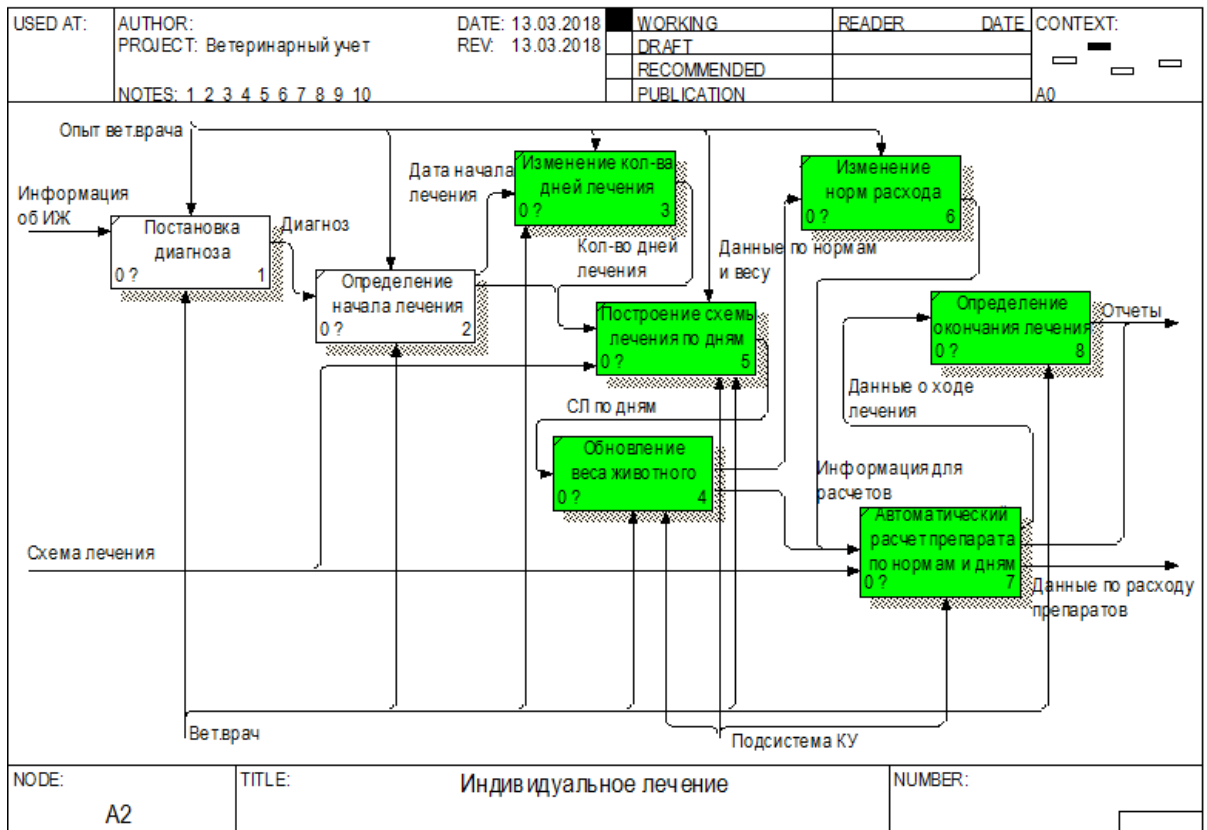 USED AT:
AUTHOR:
DATE: 13.03.2018
PROJECT: Ветеринарный учет
REV: 13.03.2018
NOTES: 1 2 3 4 5 6 7 8 9 10
WORKING
DRAFT
RECOMMENDED
PUBLICATION
READER
DATE
CONTEXT:
A0
Опыт вет.врача
Информация
об ИЖ
Постановка
диагноза
0 ?
1
Диагноз
Определение
начала лечения
0 ?
2
Дата начала
лечения
Изменение кол-ва
дней лечения
0 ?
3
Кол-во дней
лечения
Данные по нормам
и весу
Изменение
норм расхода
0 ?
6
Построение схемы
лечения по дням
0 ?
5
Определение
окончания лечения
0 ?
8
Отчеты
Данные о ходе
лечения
СЛ по дням
Обновление
веса животного
0 ?
4
Информация для
расчетов
Автоматический
расчет препарата
по нормам и дням
0 ?
7
Схема лечения
Данные по расходу
препаратов
Вет.врач
Подсистема КУ
NODE:
A2
TITLE:
Индивидуальное лечение
NUMBER: